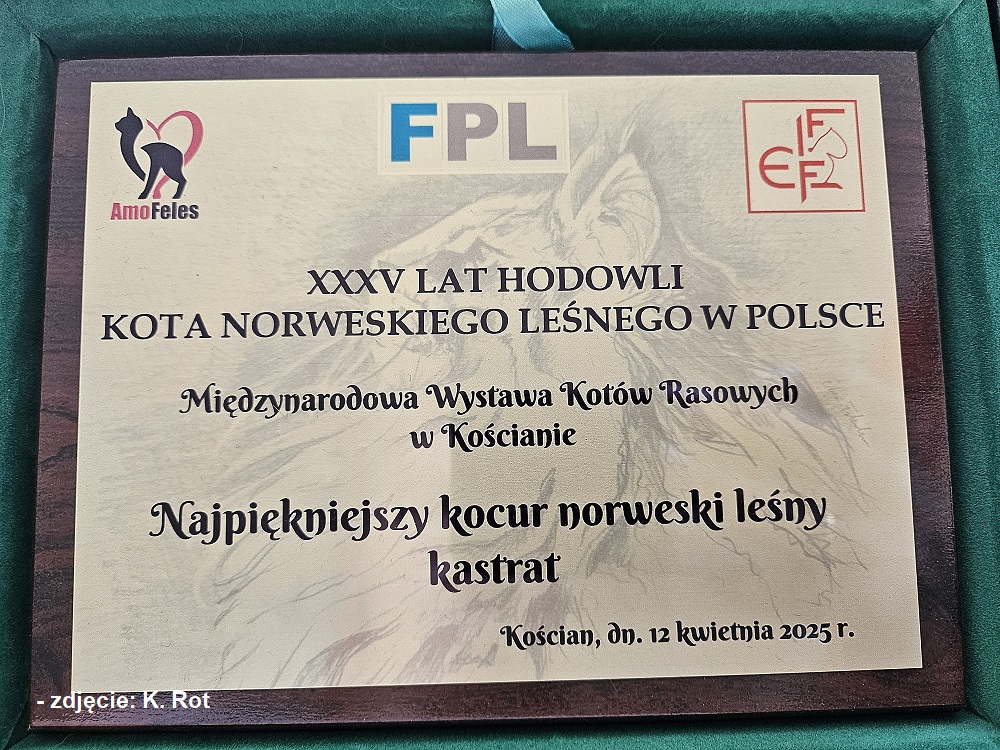 AmoFeles
FPL
FIFE
XXXV LAT HODOWLI
KOTA NORWESKIEGO LEŚNEGO W POLSCE
Międzynarodowa Wystawa Kotów Rasowych
w Kościanie
Najpiękniejszy kocur norweski leśny
kastrat
Kościan, dn. 12 kwietnia 2025 r.
- zdjęcie: K. Rot